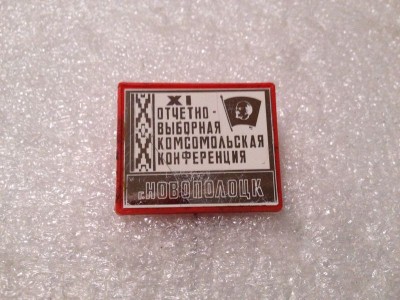 XI
ОТЧЕТНО-
ВЫБОРНАЯ
КОМСОМОЛЬСКАЯ
КОНФЕРЕНЦИЯ
г. НОВОПОЛОЦК